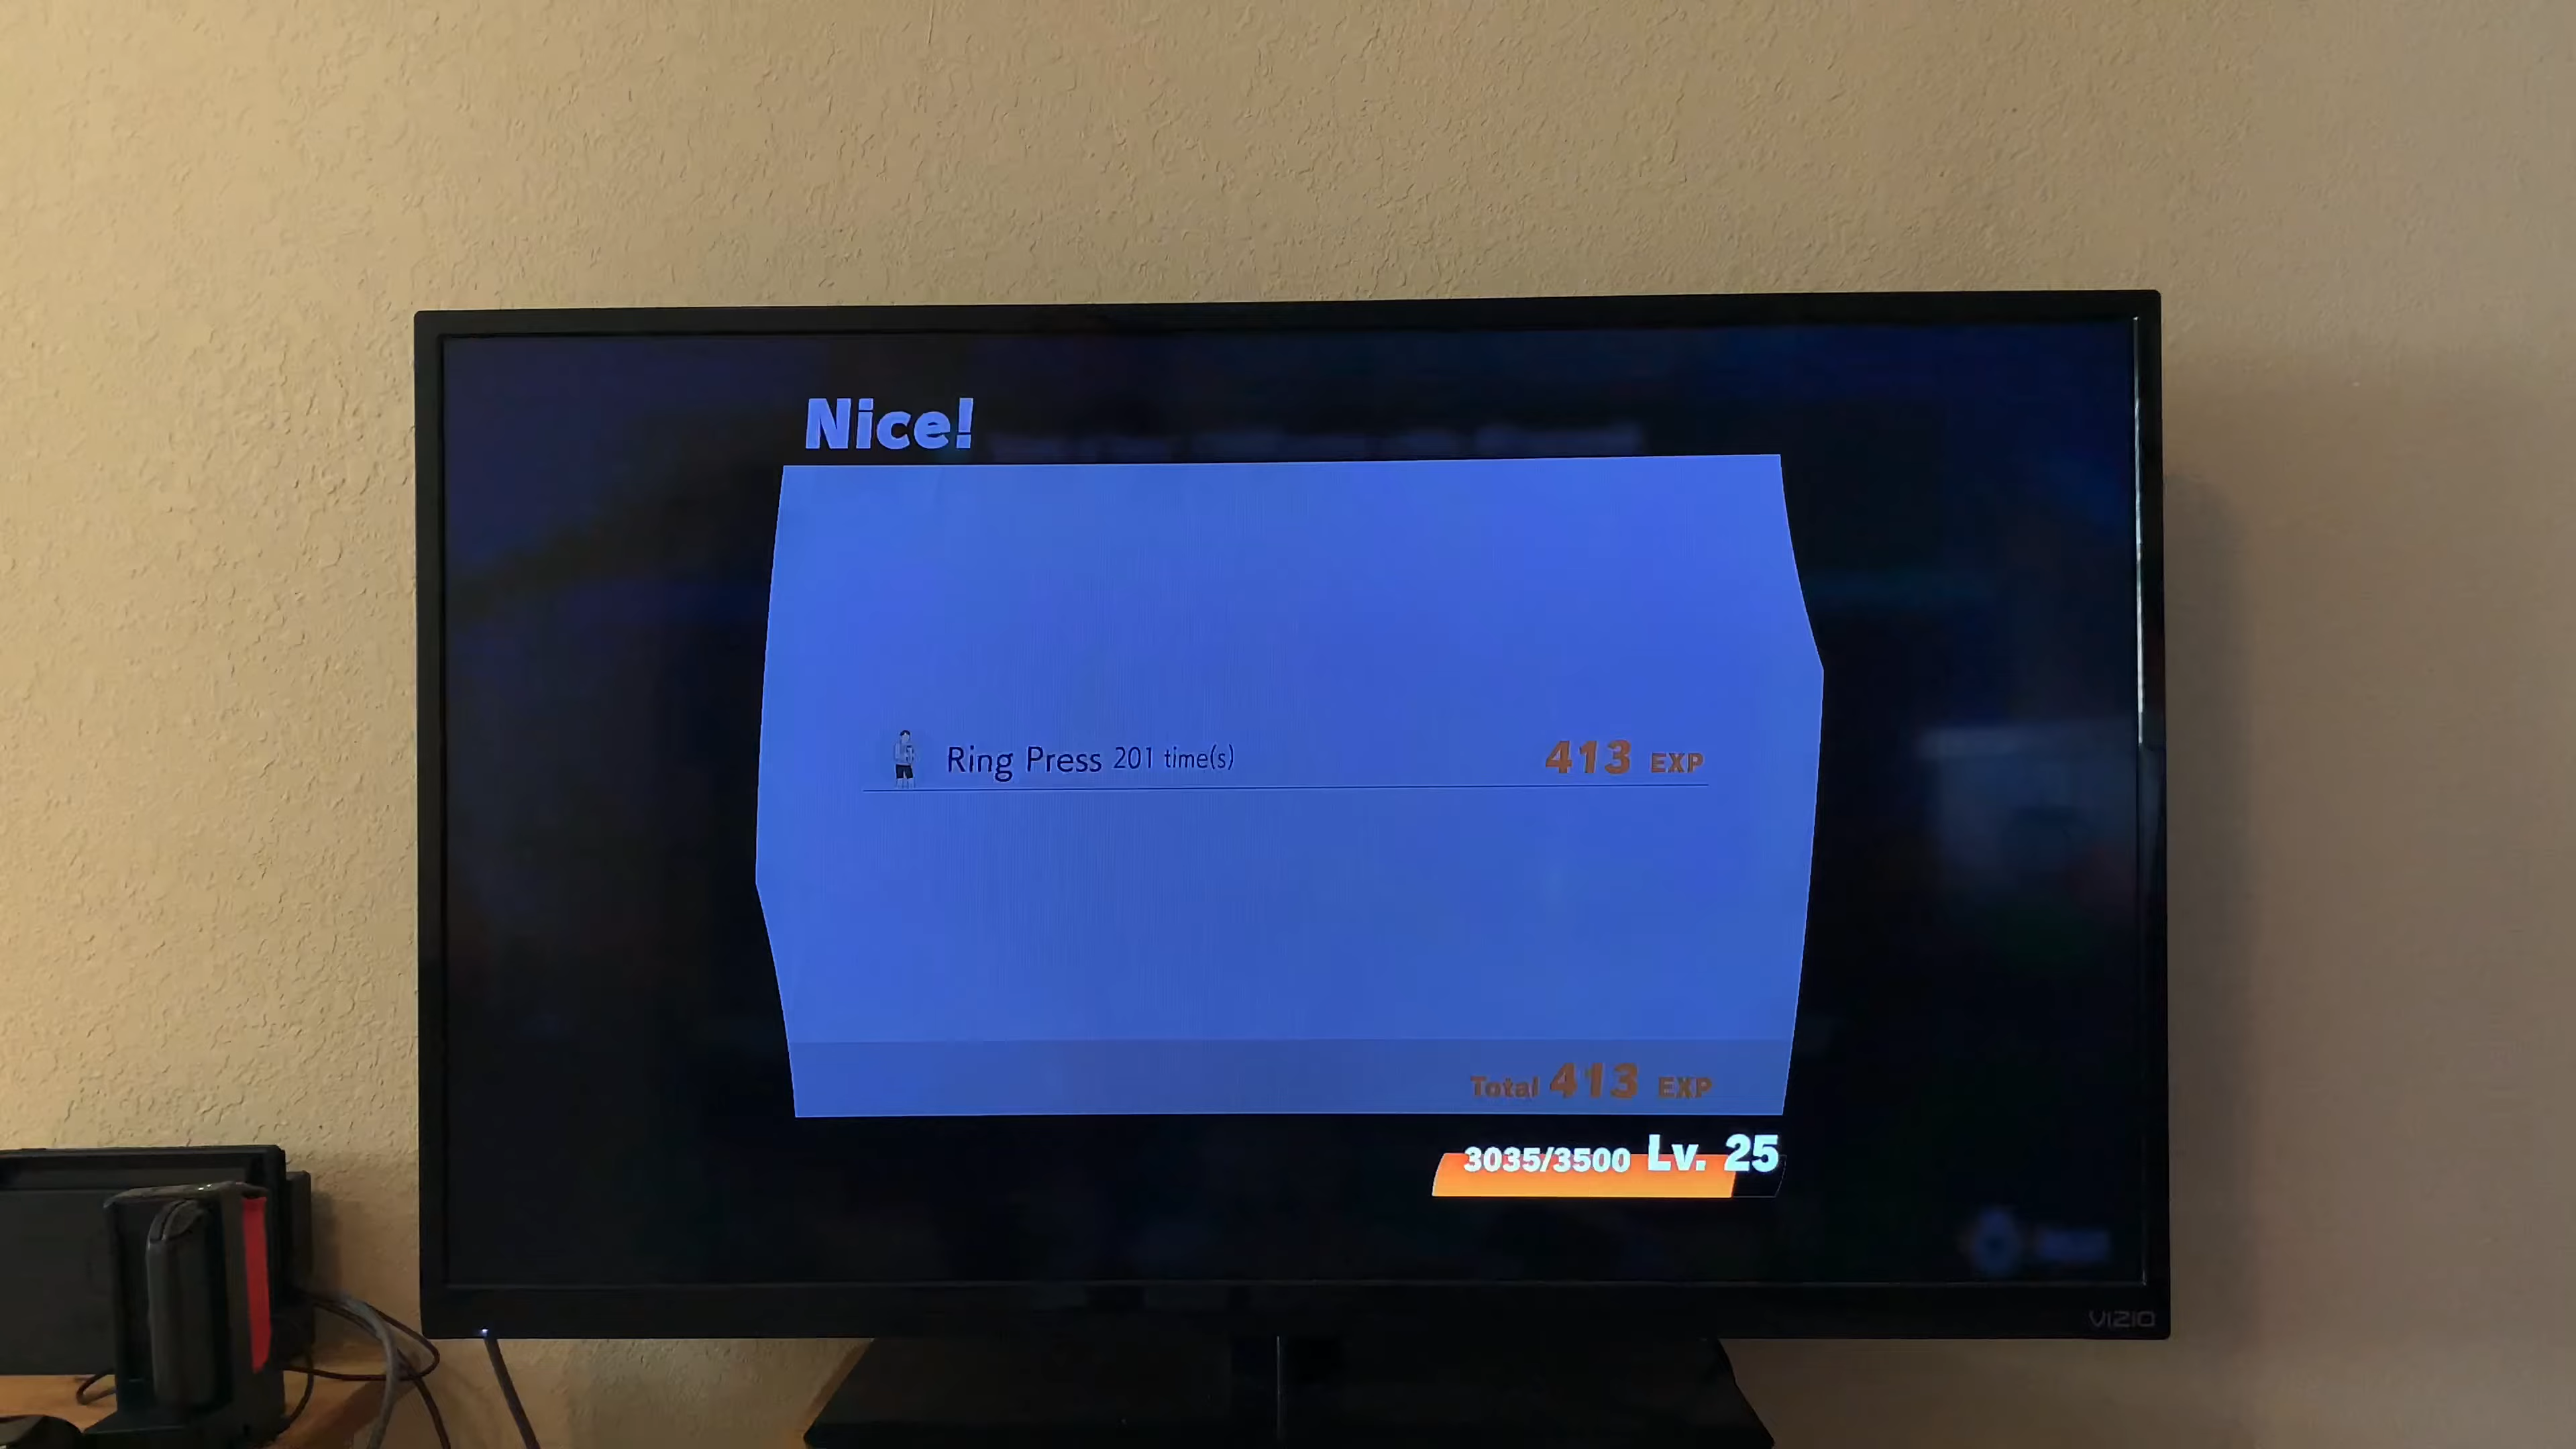 Nice!
Ring Press 201 time(s) 413 EXP
Total 413 EXP
3035/3500 Lv. 25
VIZIO